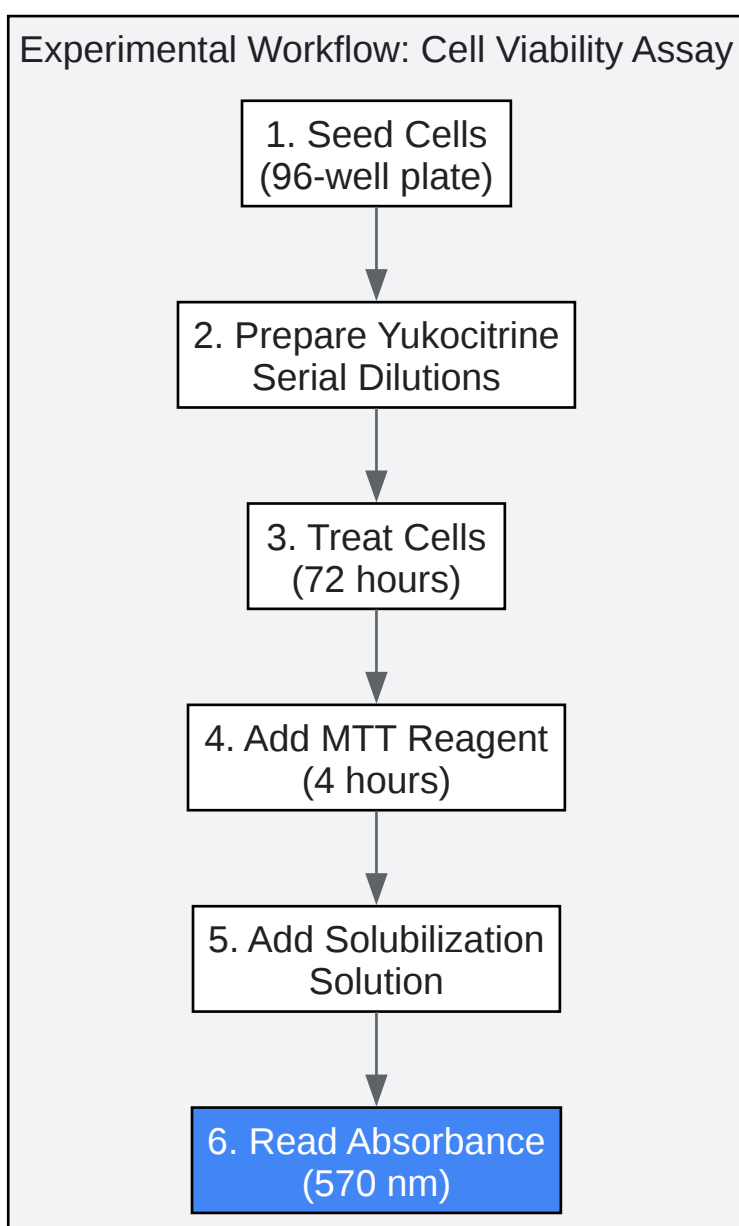 Experimental Workflow: Cell Viability Assay
1. Seed Cells
(96-well plate)
2. Prepare Yukocitrine
Serial Dilutions
3. Treat Cells
(72 hours)
4. Add MTT Reagent
(4 hours)
5. Add Solubilization
Solution
6. Read Absorbance
(570 nm)